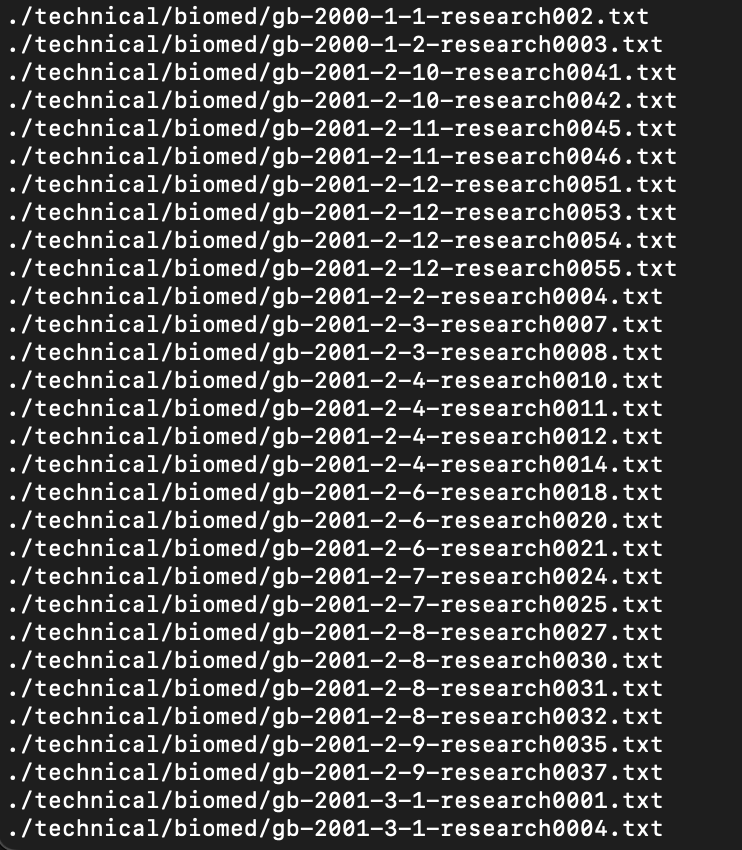 ./technical/biomed/gb-2000-1-1-research002.txt
./technical/biomed/gb-2000-1-2-research0003.txt
./technical/biomed/gb-2001-2-10-research0041.txt
./technical/biomed/gb-2001-2-10-research0042.txt
./technical/biomed/gb-2001-2-11-research0045.txt
./technical/biomed/gb-2001-2-11-research0046.txt
./technical/biomed/gb-2001-2-12-research0051.txt
./technical/biomed/gb-2001-2-12-research0053.txt
./technical/biomed/gb-2001-2-12-research0054.txt
./technical/biomed/gb-2001-2-12-research0055.txt
./technical/biomed/gb-2001-2-2-research0004.txt
./technical/biomed/gb-2001-2-3-research0007.txt
./technical/biomed/gb-2001-2-3-research0008.txt
./technical/biomed/gb-2001-2-4-research0010.txt
./technical/biomed/gb-2001-2-4-research0011.txt
./technical/biomed/gb-2001-2-4-research0012.txt
./technical/biomed/gb-2001-2-4-research0014.txt
./technical/biomed/gb-2001-2-6-research0018.txt
./technical/biomed/gb-2001-2-6-research0020.txt
./technical/biomed/gb-2001-2-6-research0021.txt
./technical/biomed/gb-2001-2-7-research0024.txt
./technical/biomed/gb-2001-2-7-research0025.txt
./technical/biomed/gb-2001-2-8-research0027.txt
./technical/biomed/gb-2001-2-8-research0030.txt
./technical/biomed/gb-2001-2-8-research0031.txt
./technical/biomed/gb-2001-2-8-research0032.txt
./technical/biomed/gb-2001-2-9-research0035.txt
./technical/biomed/gb-2001-2-9-research0037.txt
./technical/biomed/gb-2001-3-1-research0001.txt
./technical/biomed/gb-2001-3-1-research0004.txt